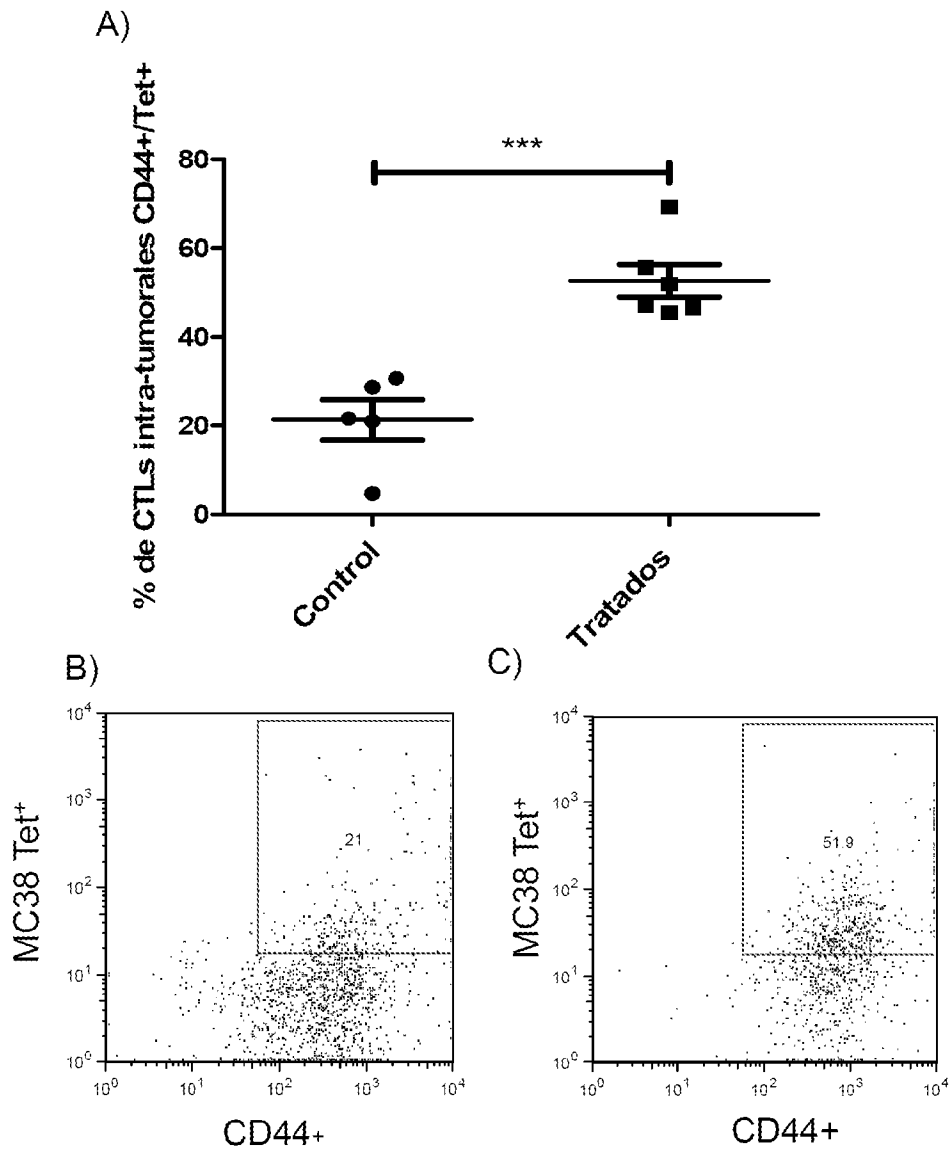 A)
% de CTLs intra-tumorales CD44+/Tet+
***
80
60
40
20
0
Control
Tratados
B)
MC38 Tet⁺
10⁴
10³
10²
10¹
10⁰
21
10⁰ 10¹ 10² 10³ 10⁴
CD44+
C)
MC38 Tet⁺
10⁴
10³
10²
10¹
10⁰
51.9
10⁰ 10¹ 10² 10³ 10⁴
CD44+